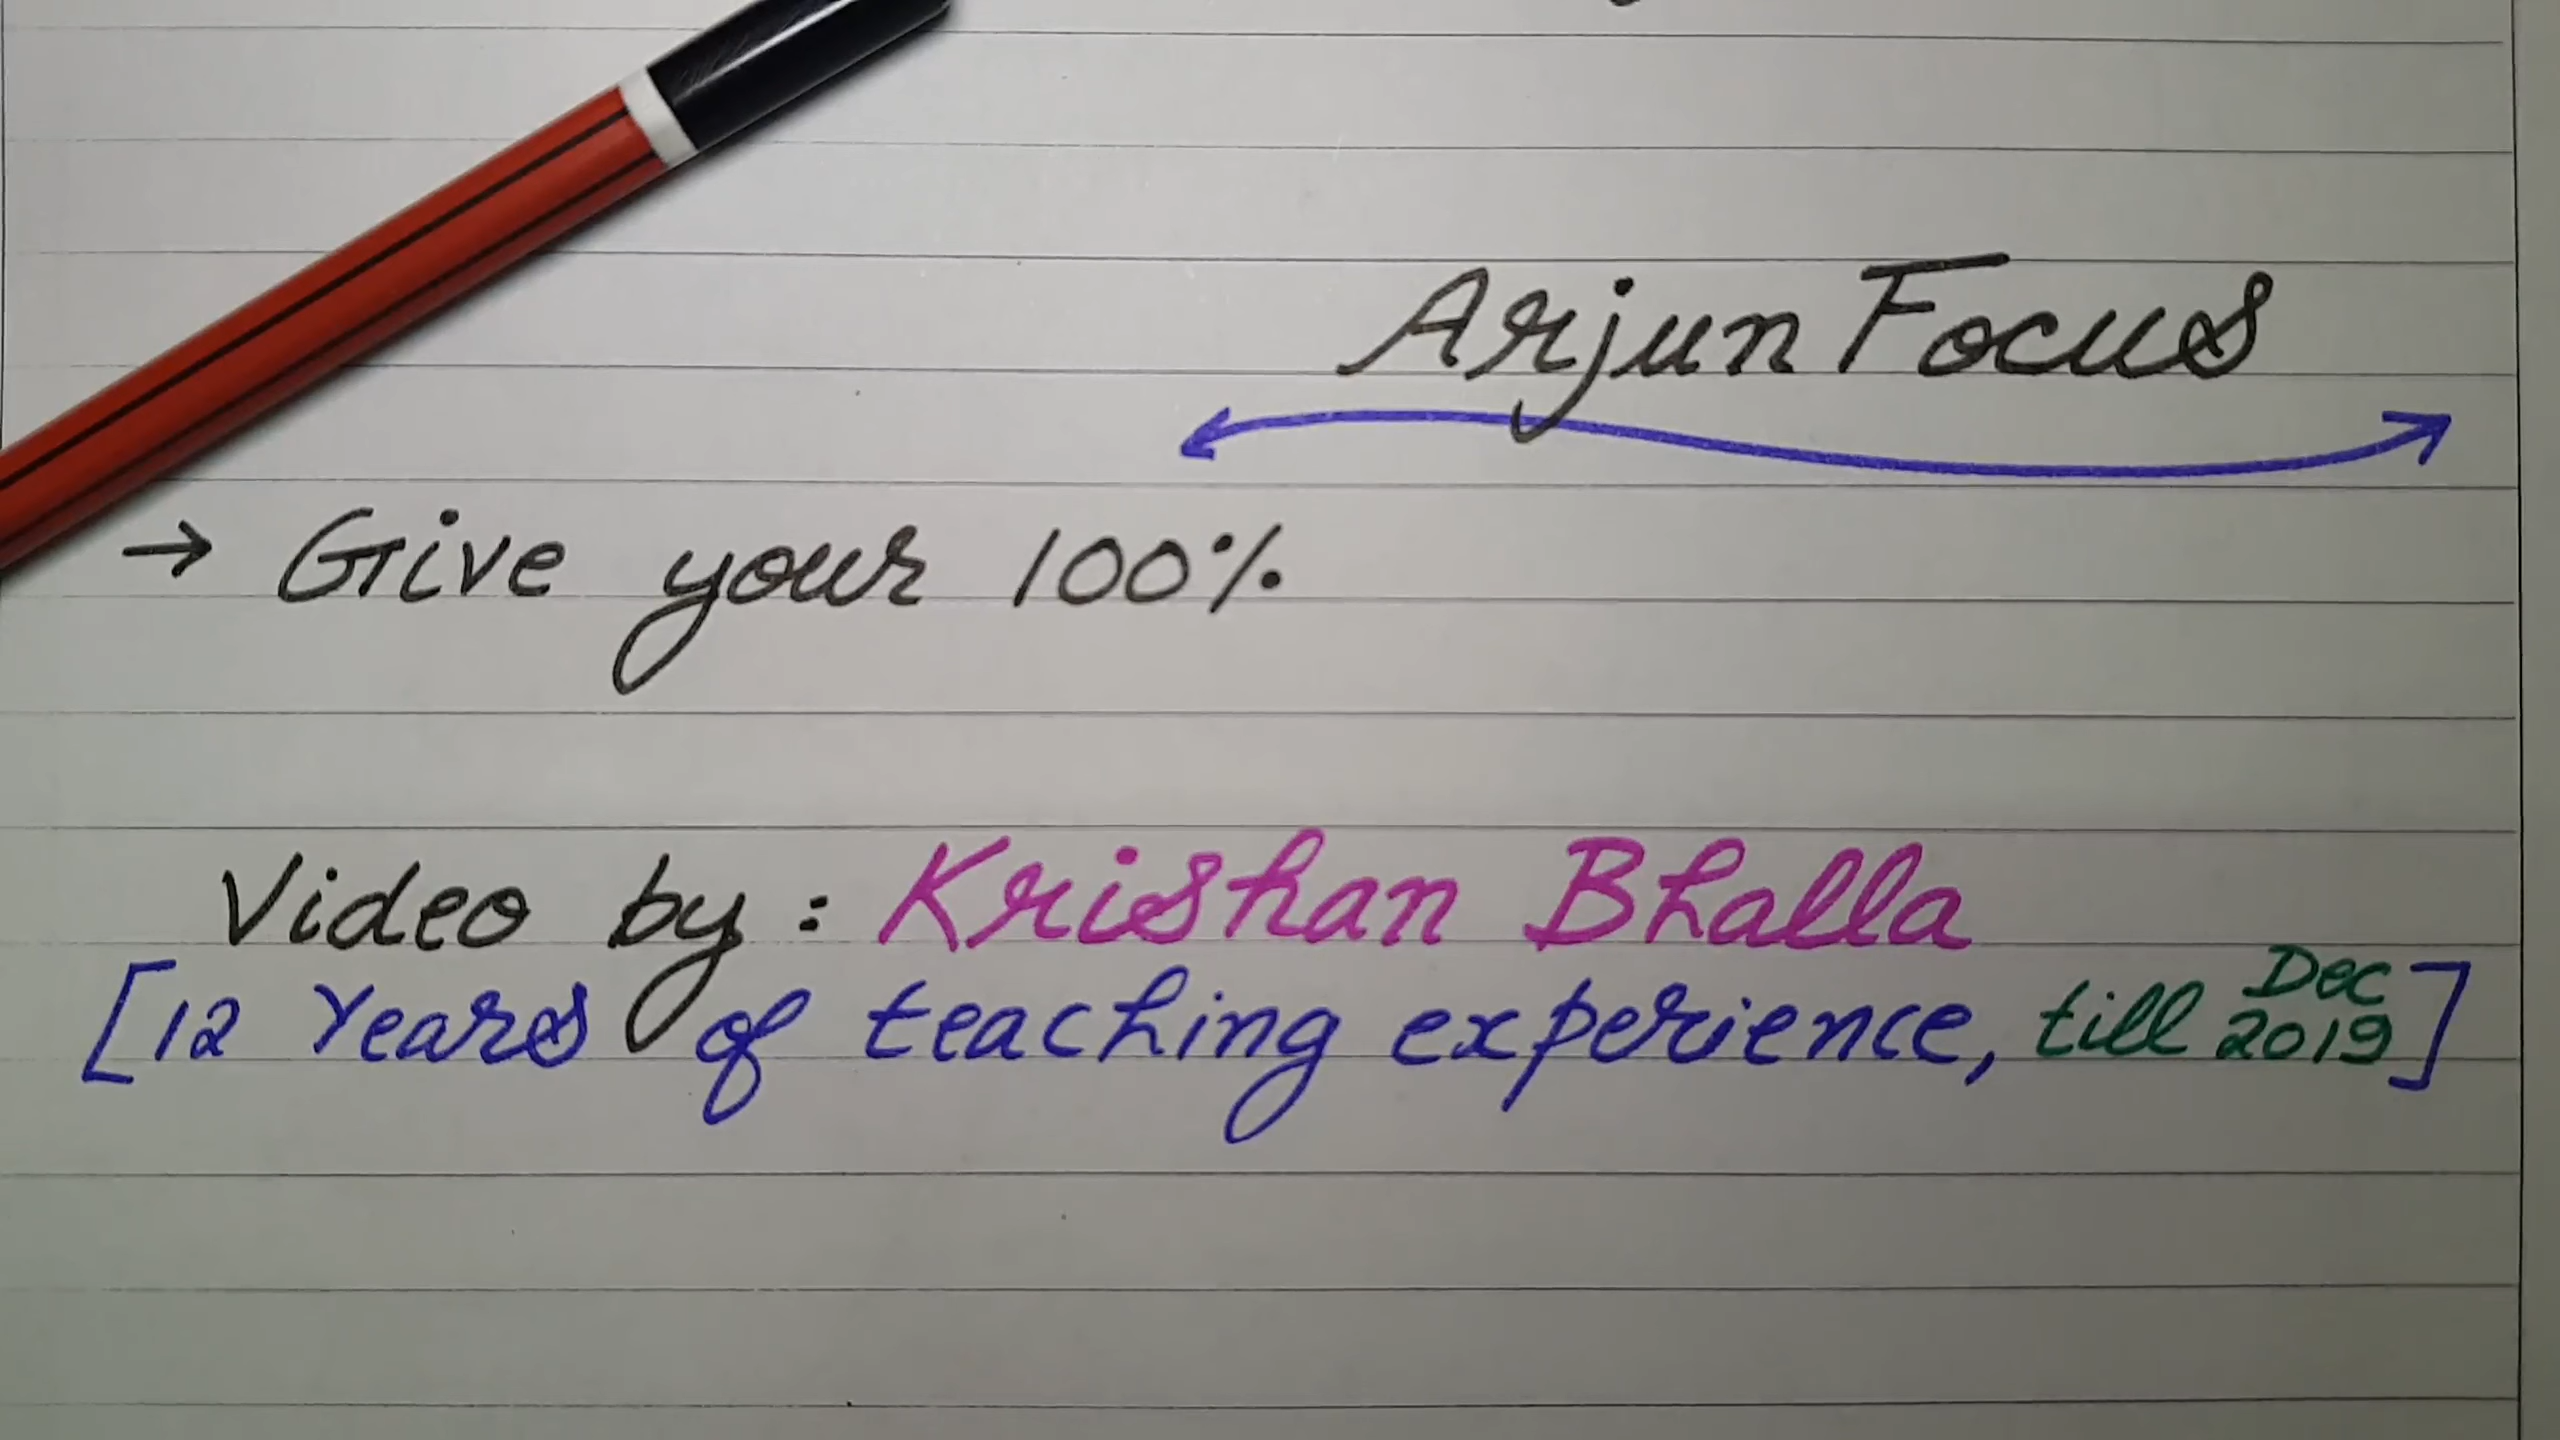 Arjun Focus
→ Give your 100%
Video by : Krishan Bhalla
[12 Years of teaching experience, till Dec 2019]